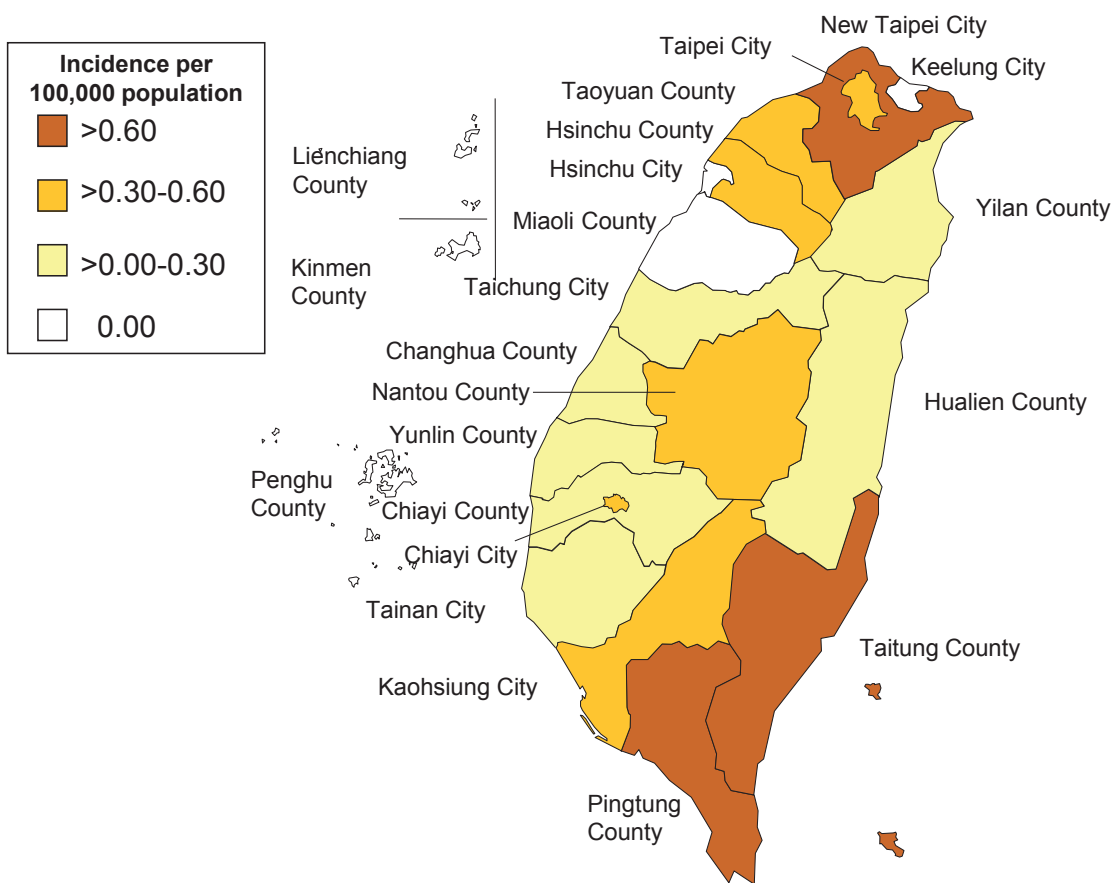 Incidence per
100,000 population
>0.60
>0.30-0.60
>0.00-0.30
0.00
New Taipei City
Taipei City
Keelung City
Taoyuan County
Hsinchu County
Hsinchu City
Lienchiang
County
Miaoli County
Yilan County
Kinmen
County
Taichung City
Changhua County
Nantou County
Hualien County
Yunlin County
Penghu
County
Chiayi County
Chiayi City
Tainan City
Taitung County
Kaohsiung City
Pingtung
County